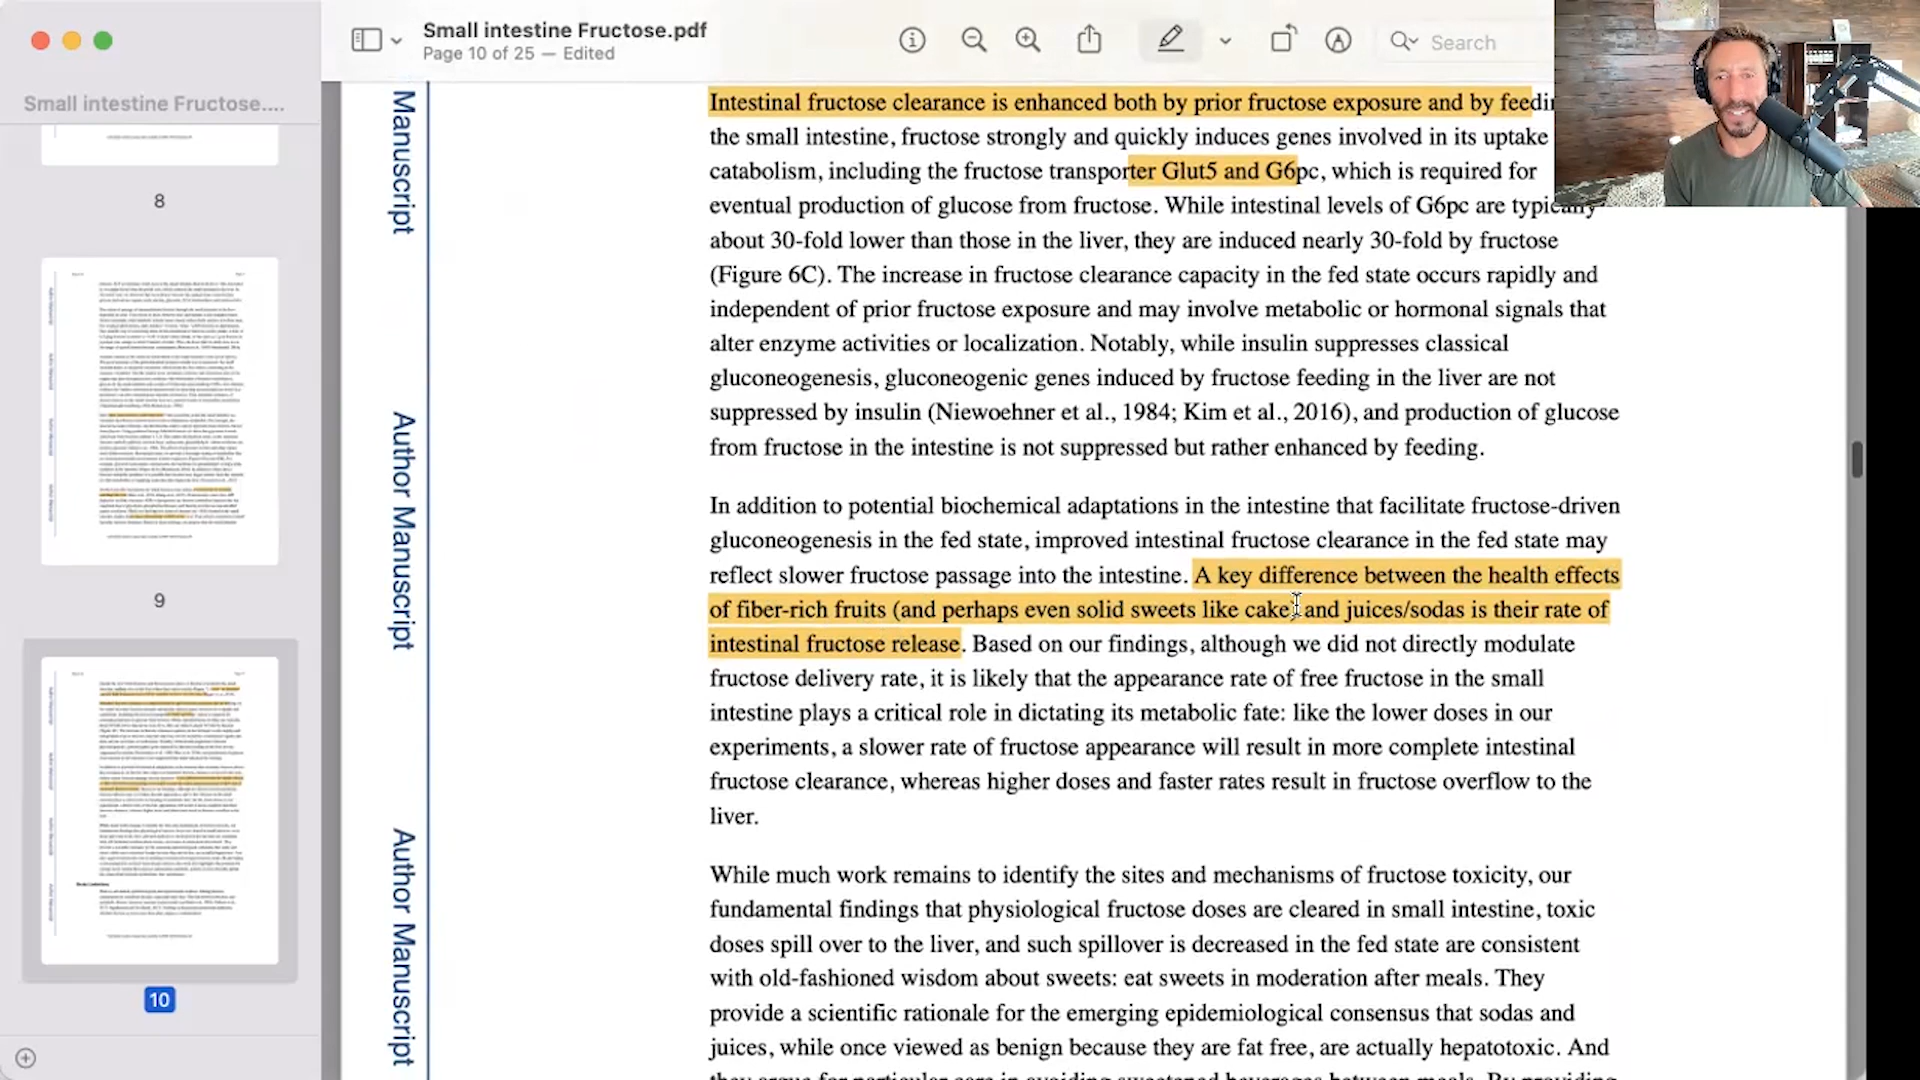 Small intestine Fructose.pdf
Page 10 of 25 — Edited
Search
Small intestine Fructose....
8
9
10
Manuscript
Author Manuscript
Author Manuscript
Intestinal fructose clearance is enhanced both by prior fructose exposure and by
the small intestine, fructose strongly and quickly induces genes involved in its uptake
catabolism, including the fructose transporter Glut5 and G6pc, which is required for
eventual production of glucose from fructose. While intestinal levels of G6pc are typically
about 30-fold lower than those in the liver, they are induced nearly 30-fold by fructose
(Figure 6C). The increase in fructose clearance capacity in the fed state occurs rapidly and
independent of prior fructose exposure and may involve metabolic or hormonal signals that
alter enzyme activities or localization. Notably, while insulin suppresses classical
gluconeogenesis, gluconeogenic genes induced by fructose feeding in the liver are not
suppressed by insulin (Niewoehner et al., 1984; Kim et al., 2016), and production of glucose
from fructose in the intestine is not suppressed but rather enhanced by feeding.
In addition to potential biochemical adaptations in the intestine that facilitate fructose-driven
gluconeogenesis in the fed state, improved intestinal fructose clearance in the fed state may
reflect slower fructose passage into the intestine. A key difference between the health effects
of fiber-rich fruits (and perhaps even solid sweets like cake) and juices/sodas is their rate of
intestinal fructose release. Based on our findings, although we did not directly modulate
fructose delivery rate, it is likely that the appearance rate of free fructose in the small
intestine plays a critical role in dictating its metabolic fate: like the lower doses in our
experiments, a slower rate of fructose appearance will result in more complete intestinal
fructose clearance, whereas higher doses and faster rates result in fructose overflow to the
liver.
While much work remains to identify the sites and mechanisms of fructose toxicity, our
fundamental findings that physiological fructose doses are cleared in small intestine, toxic
doses spill over to the liver, and such spillover is decreased in the fed state are consistent
with old-fashioned wisdom about sweets: eat sweets in moderation after meals. They
provide a scientific rationale for the emerging epidemiological consensus that sodas and
juices, while once viewed as benign because they are fat free, are actually hepatotoxic. And